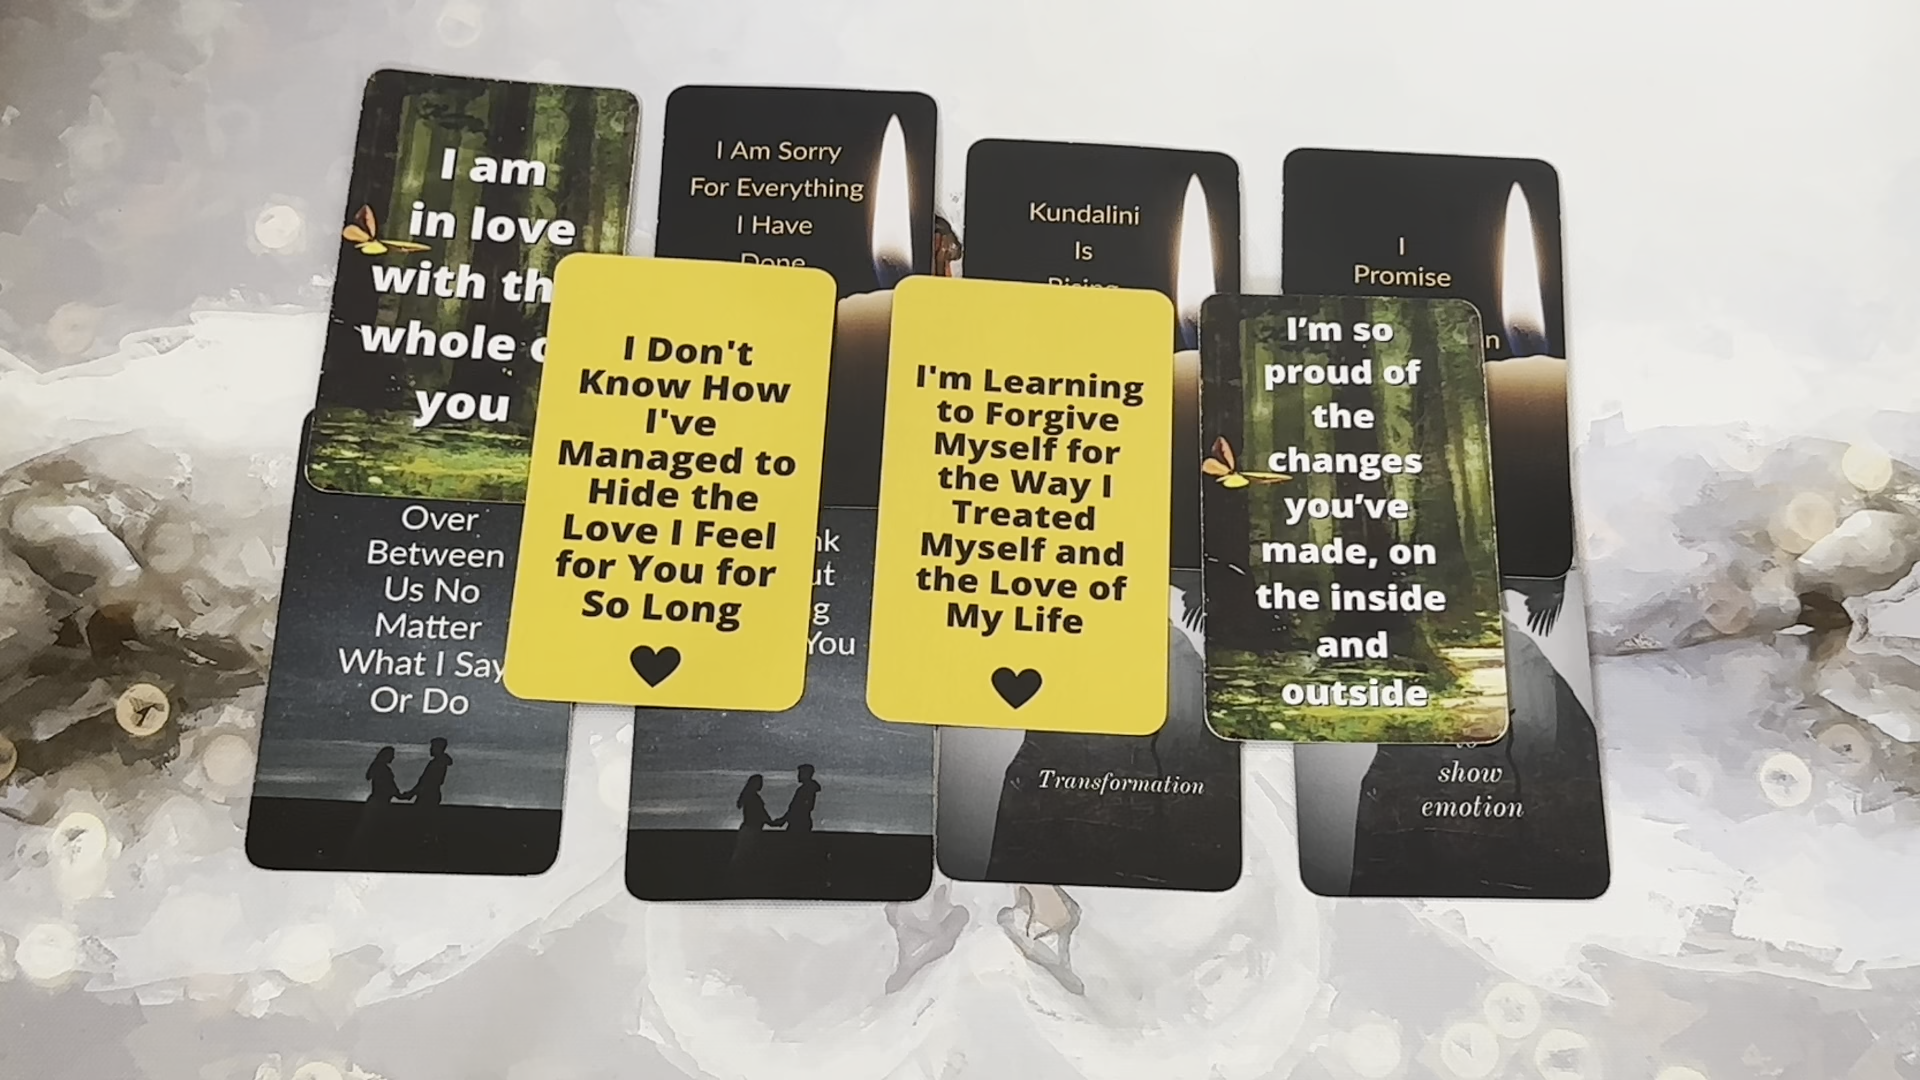 I am
in love
with
whole
you
I Am Sorry
For Everything
I Have
Done
Kundalini
Is
Rising
I
Promise
I Don't
Know How
I've
Managed to
Hide the
Love I Feel
for You for
So Long
I'm Learning
to Forgive
Myself for
the Way I
Treated
Myself and
the Love of
My Life
I'm so
proud of
the
changes
you've
made, on
the inside
and
outside
Over
Between
Us No
Matter
What I Say
Or Do
You
Transformation
to
show
emotion